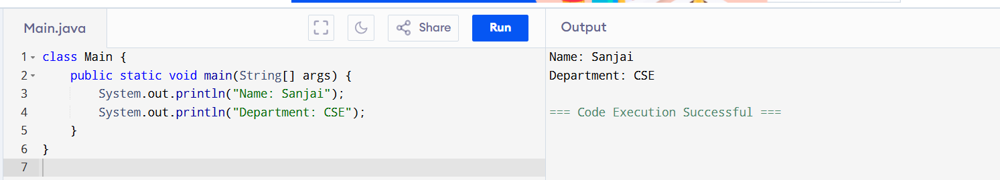 Main.java
Share
Run
Output
1 class Main {
2     public static void main(String[] args) {
3         System.out.println("Name: Sanjai");
4         System.out.println("Department: CSE");
5     }
6 }
7
Name: Sanjai
Department: CSE
=== Code Execution Successful ===